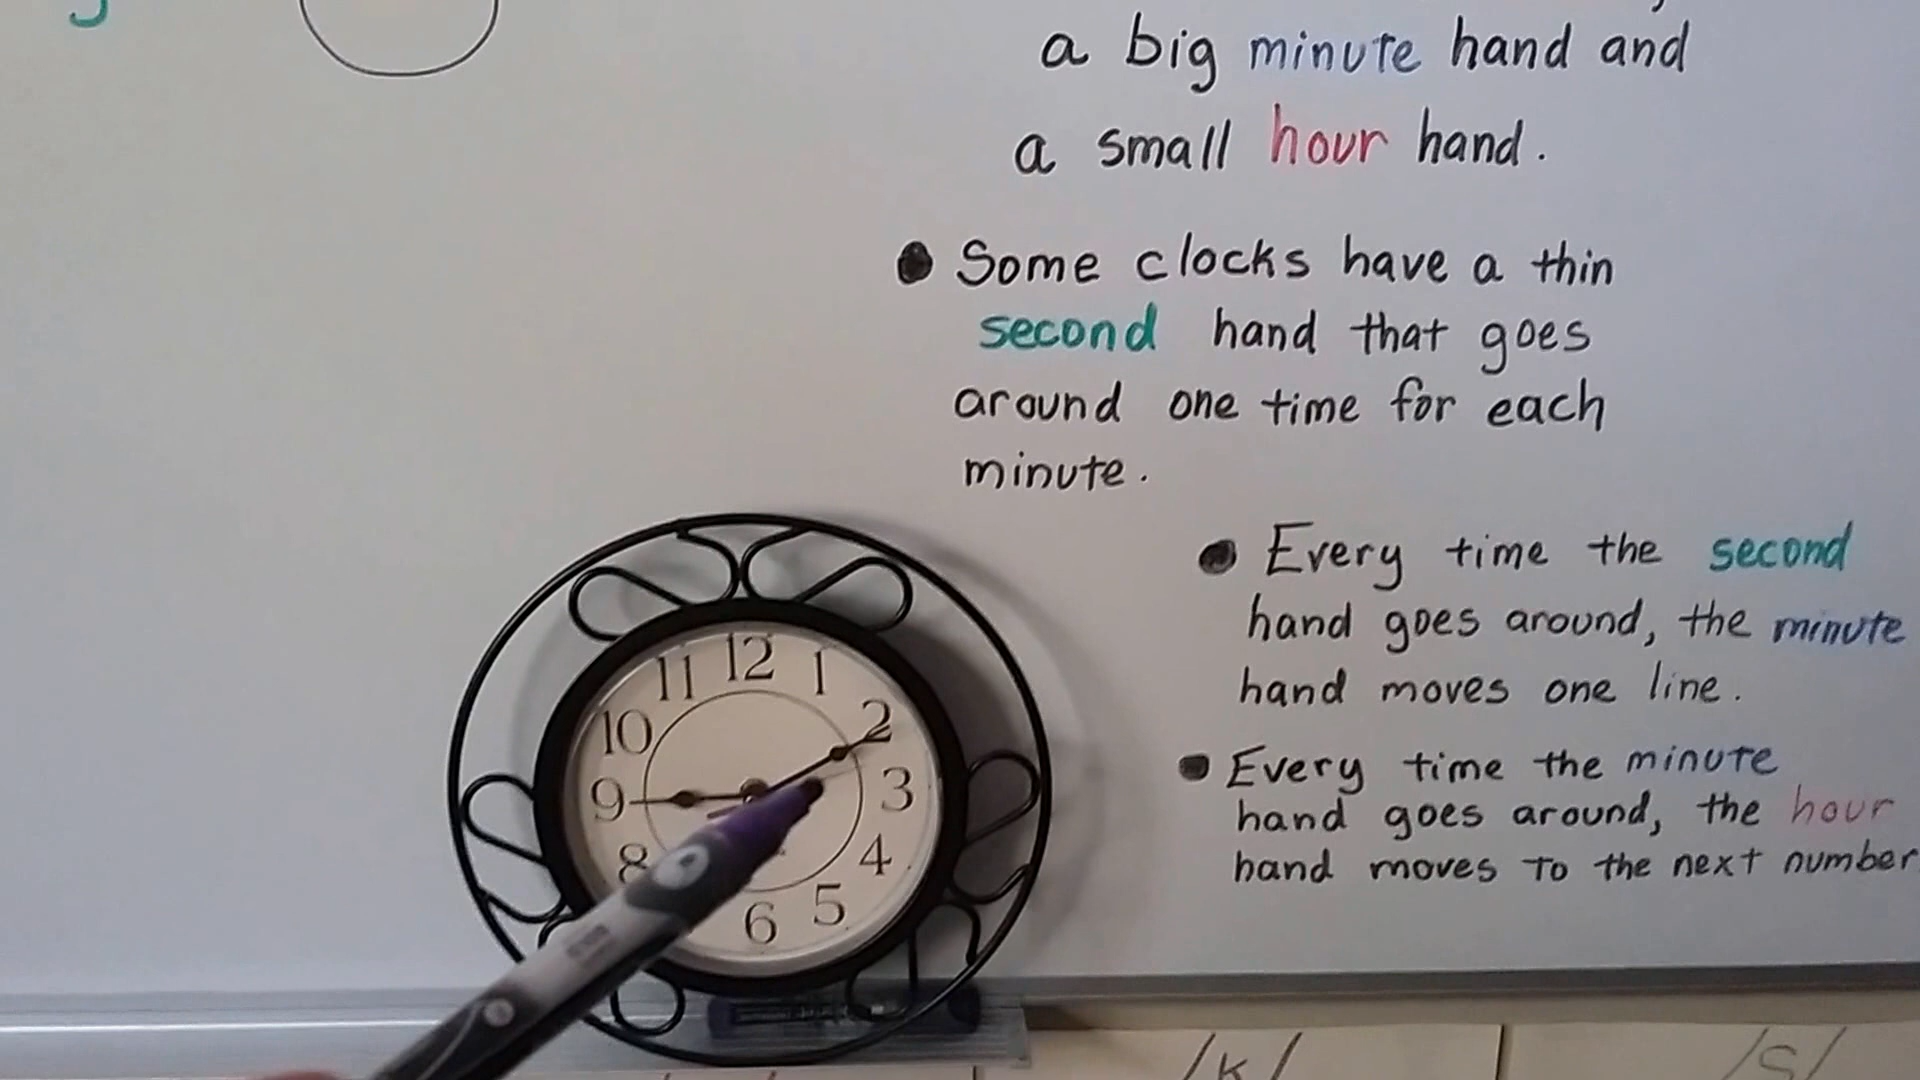 a big minute hand and
a small hour hand.
Some clocks have a thin
second hand that goes
around one time for each
minute.
Every time the second
hand goes around, the minute
hand moves one line.
Every time the minute
hand goes around, the hour
hand moves to the next number
12
11
1
10
2
9
3
8
4
6
5
/k/
/s/